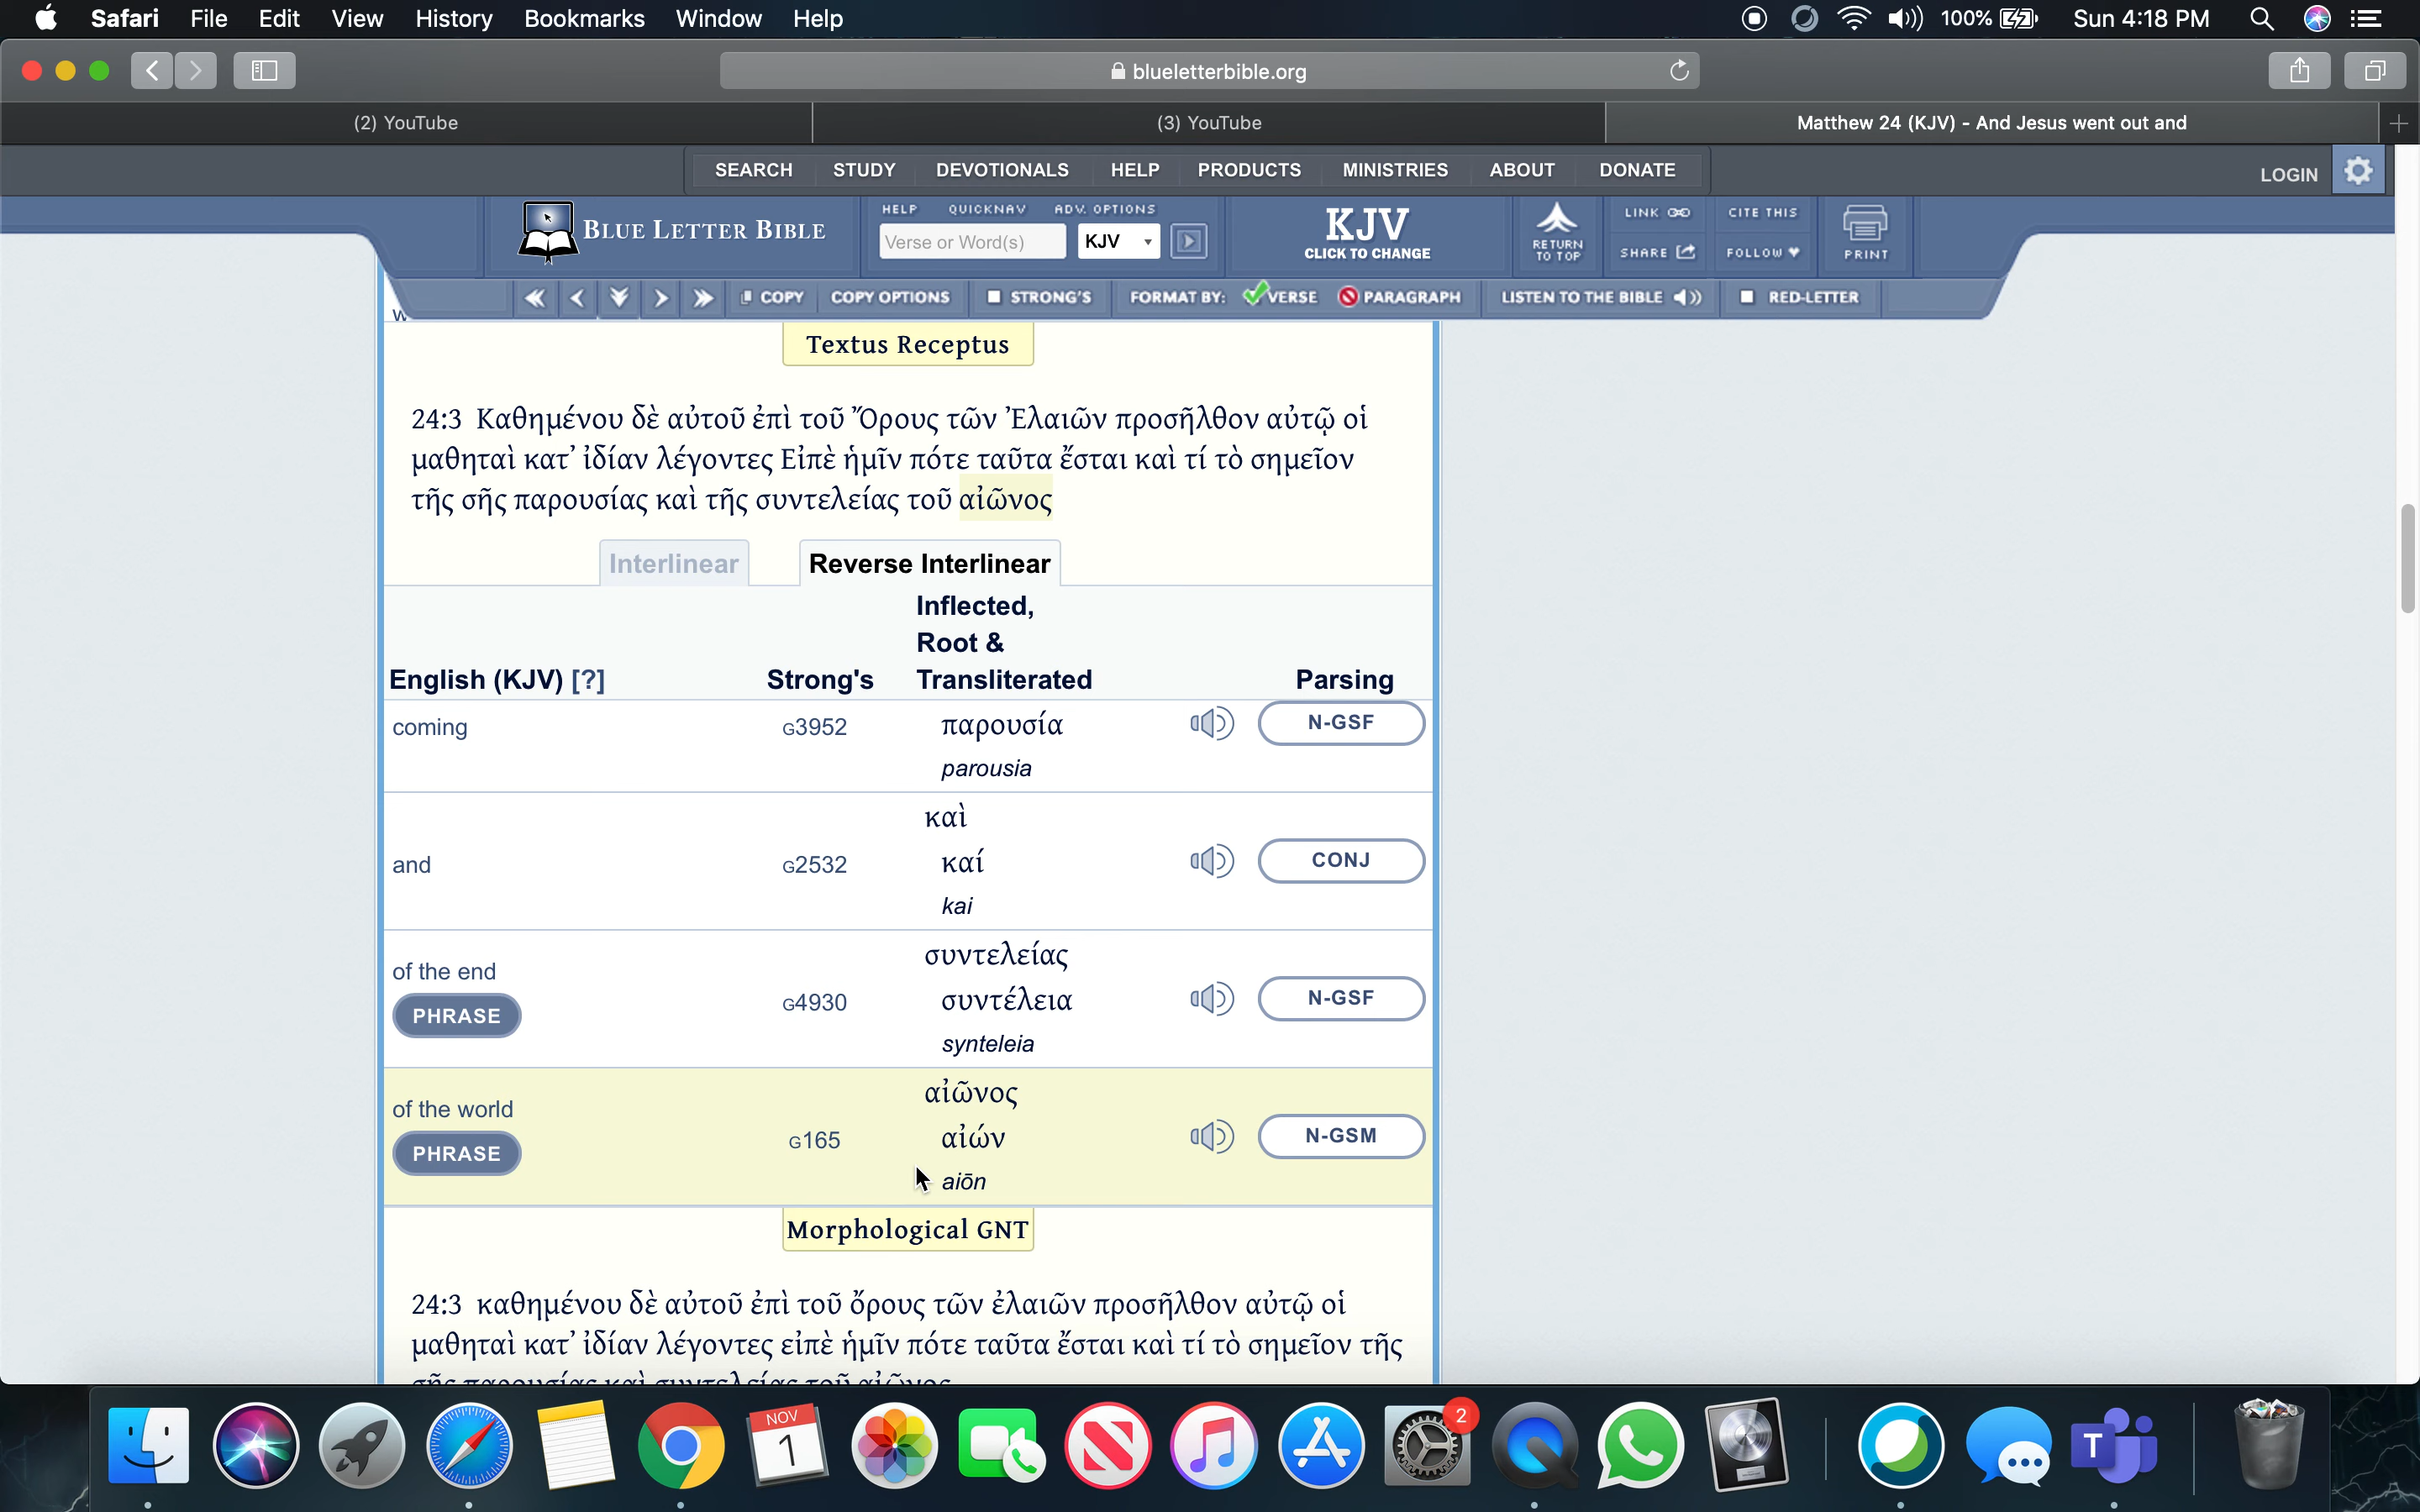 Safari File Edit View History Bookmarks Window Help 100% Sun 4:18 PM
blueletterbible.org
(2) YouTube (3) YouTube Matthew 24 (KJV) - And Jesus went out and
SEARCH STUDY DEVOTIONALS HELP PRODUCTS MINISTRIES ABOUT DONATE LOGIN
HELP QUICKNAV ADV. OPTIONS
BLUE LETTER BIBLE Verse or Word(s) KJV
KJV
CLICK TO CHANGE
RETURN
TO TOP
LINK CITE THIS
SHARE FOLLOW
PRINT
COPY COPY OPTIONS STRONG'S FORMAT BY: VERSE PARAGRAPH LISTEN TO THE BIBLE RED-LETTER
Textus Receptus
24:3 Καθημένου δὲ αὐτοῦ ἐπὶ τοῦ Ὄρους τῶν Ἐλαιῶν προσῆλθον αὐτῷ οἱ
μαθηταὶ κατ’ ἰδίαν λέγοντες Εἰπὲ ἡμῖν πότε ταῦτα ἔσται καὶ τί τὸ σημεῖον
τῆς σῆς παρουσίας καὶ τῆς συντελείας τοῦ αἰῶνος
Interlinear Reverse Interlinear
Inflected,
Root &
English (KJV) [?] Strong's Transliterated Parsing
coming G3952 παρουσία N-GSF
parousia
καὶ
and G2532 καί CONJ
kai
of the end συντελείας
PHRASE G4930 συντέλεια N-GSF
synteleia
of the world αἰῶνος
PHRASE G165 αἰών N-GSM
aiōn
Morphological GNT
24:3 καθημένου δὲ αὐτοῦ ἐπὶ τοῦ ὄρους τῶν ἐλαιῶν προσῆλθον αὐτῷ οἱ
μαθηταὶ κατ’ ἰδίαν λέγοντες εἰπὲ ἡμῖν πότε ταῦτα ἔσται καὶ τί τὸ σημεῖον τῆς
σῆς παρουσίας καὶ συντελείας τοῦ αἰῶνος
NOV
1
2
T